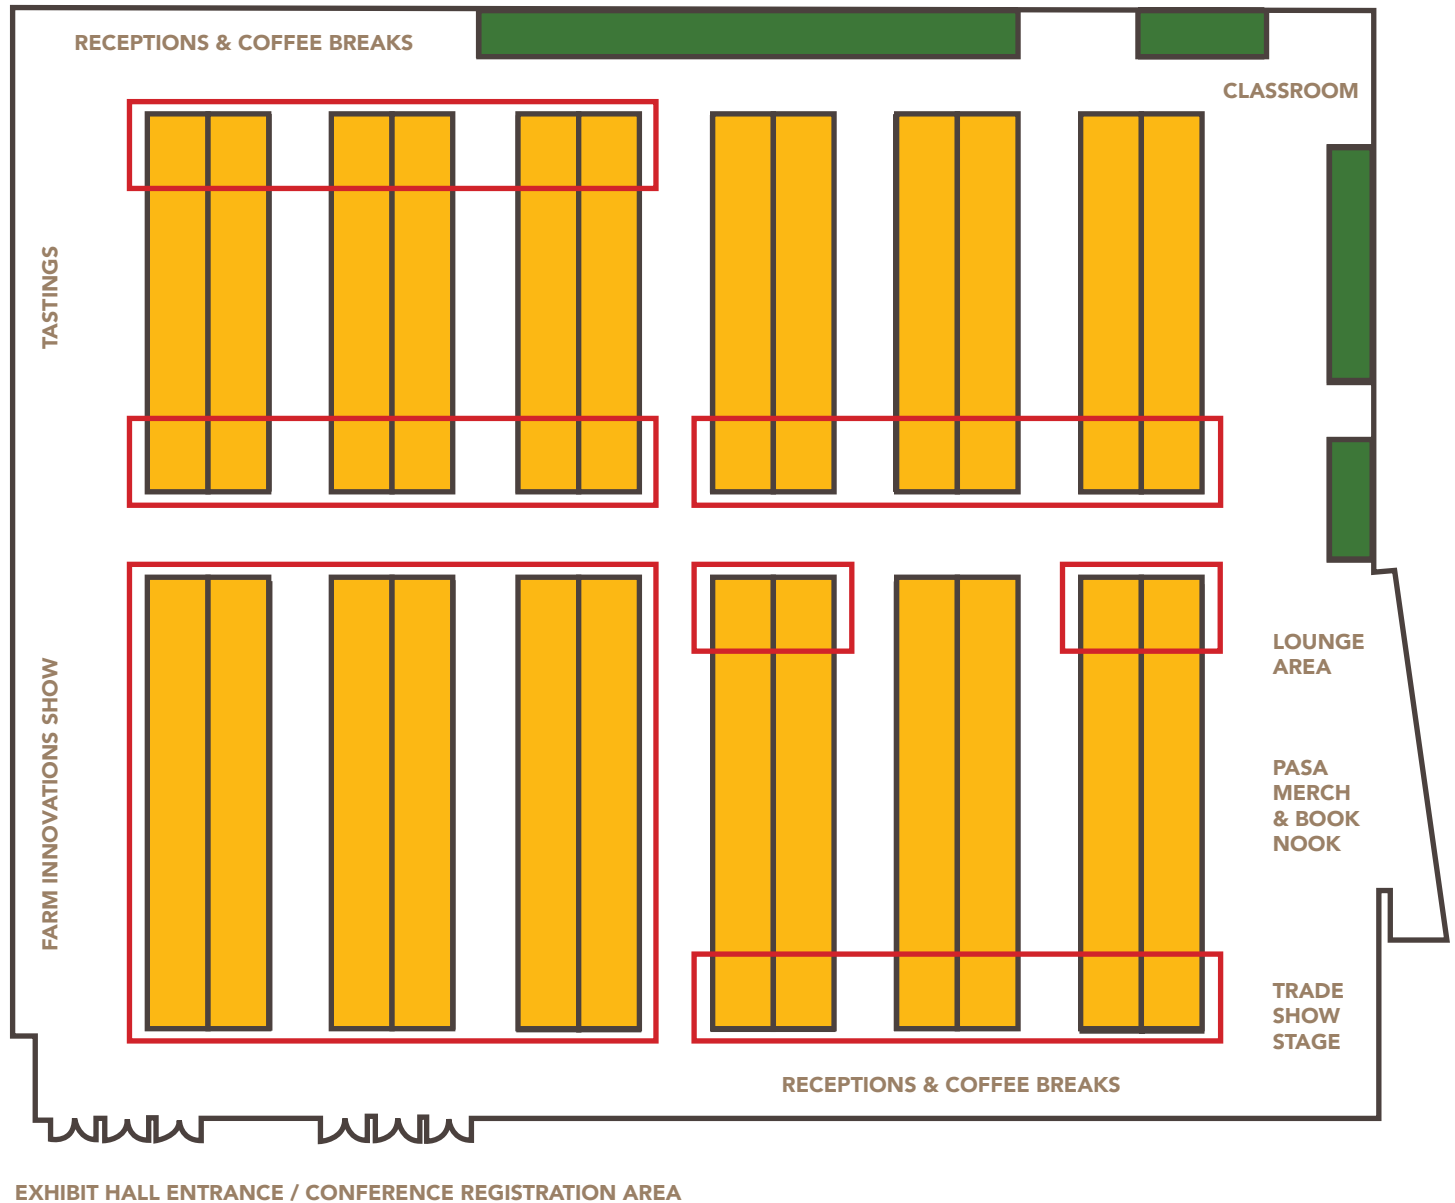 RECEPTIONS & COFFEE BREAKS
CLASSROOM
TASTINGS
FARM INNOVATIONS SHOW
LOUNGE
AREA
PASA
MERCH
& BOOK
NOOK
TRADE
SHOW
STAGE
RECEPTIONS & COFFEE BREAKS
EXHIBIT HALL ENTRANCE / CONFERENCE REGISTRATION AREA